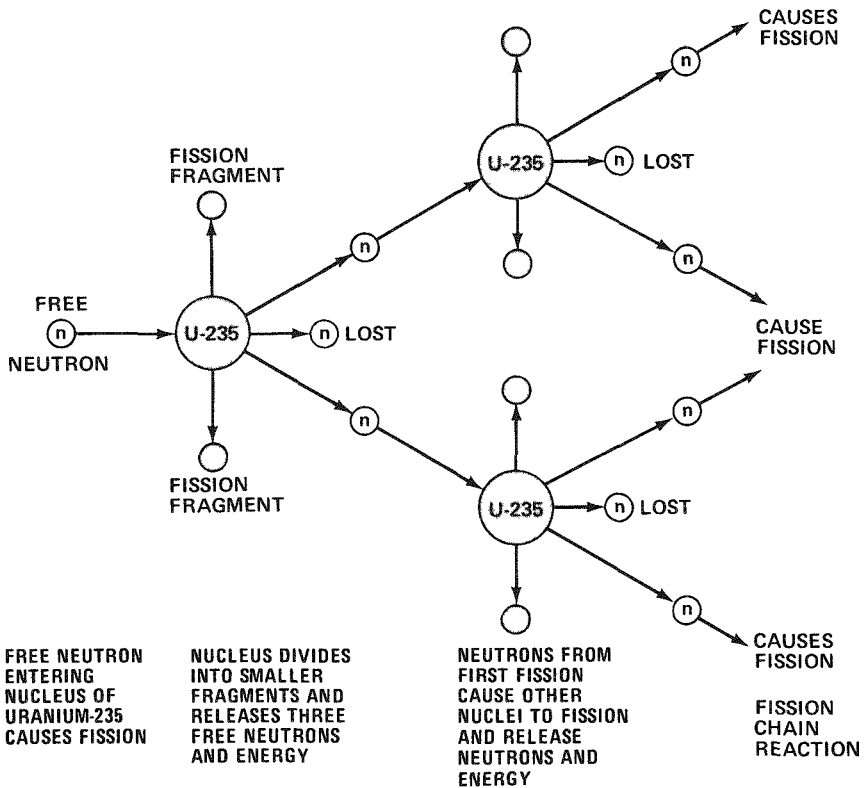 CAUSES
FISSION
n
U-235
n
LOST
FISSION
FRAGMENT
n
n
FREE
n
NEUTRON
U-235
n
LOST
CAUSE
FISSION
n
n
FISSION
FRAGMENT
U-235
n
LOST
n
CAUSES
FISSION
FREE NEUTRON
ENTERING
NUCLEUS OF
URANIUM-235
CAUSES FISSION
NUCLEUS DIVIDES
INTO SMALLER
FRAGMENTS AND
RELEASES THREE
FREE NEUTRONS
AND ENERGY
NEUTRONS FROM
FIRST FISSION
CAUSE OTHER
NUCLEI TO FISSION
AND RELEASE
NEUTRONS AND
ENERGY
FISSION
CHAIN
REACTION